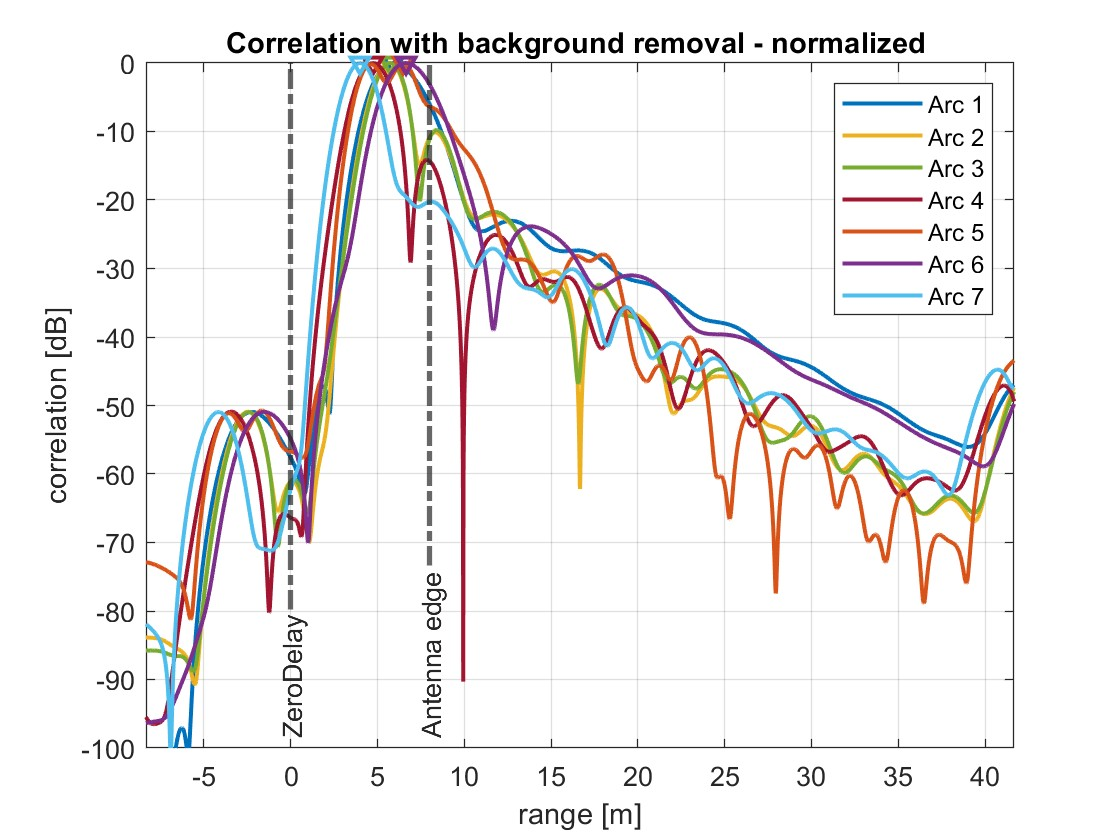 Correlation with background removal - normalized
0
-10
-20
-30
-40
-50
-60
-70
-80
-90
-100
correlation [dB]
Arc 1
Arc 2
Arc 3
Arc 4
Arc 5
Arc 6
Arc 7
ZeroDelay
Antenna edge
-5 0 5 10 15 20 25 30 35 40
range [m]